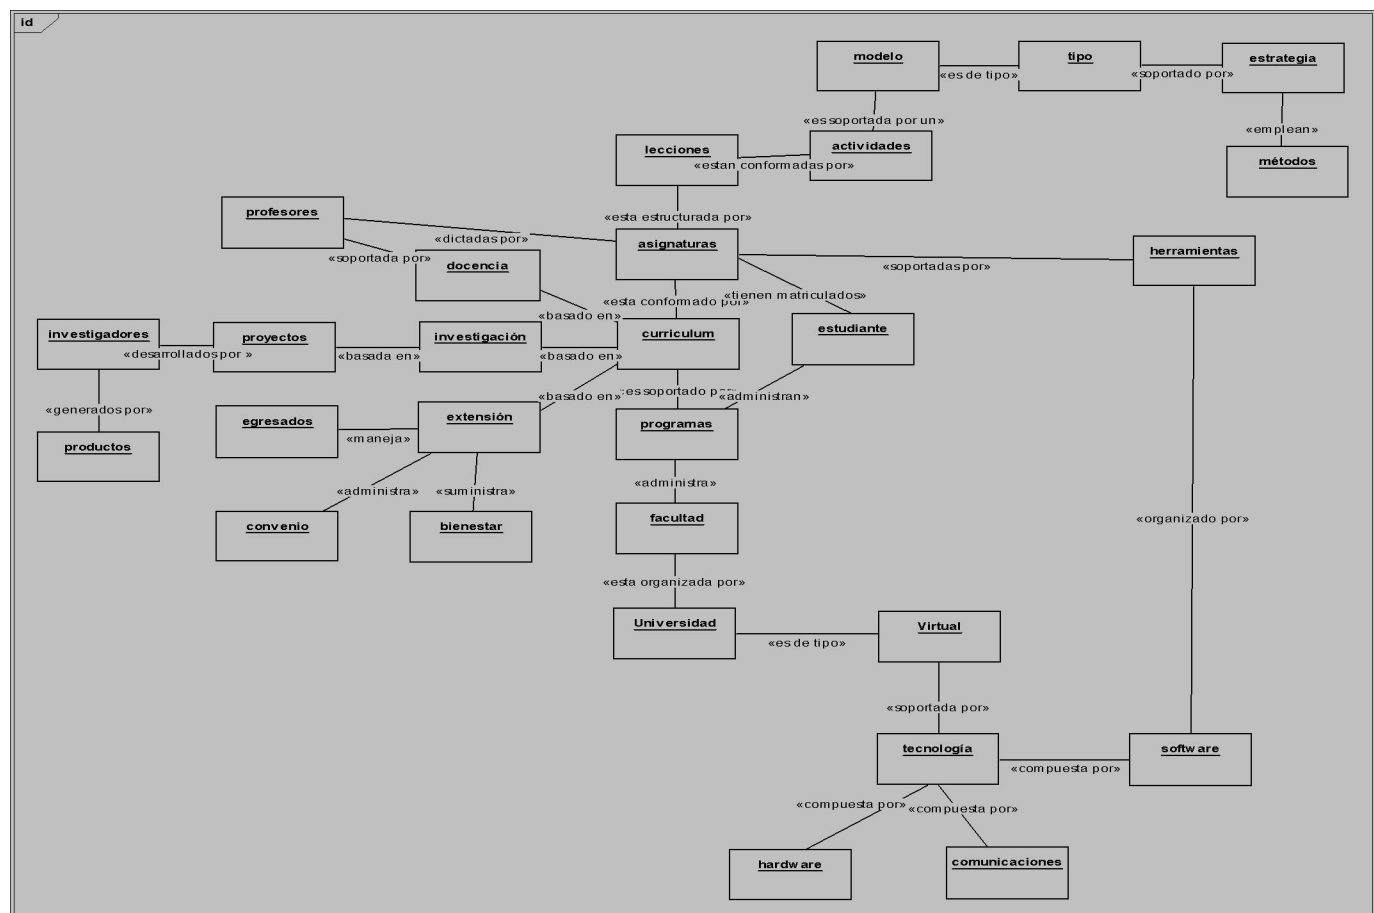 id
modelo
tipo
estrategia
«es de tipo»
«soportado por»
«es soportada por un»
«emplean»
lecciones
actividades
métodos
«estan conformadas por»
profesores
«esta estructurada por»
«dictadas por»
asignaturas
herramientas
«soportada por»
docencia
«soportadas por»
«esta conformado por»
«tienen matriculados»
«basado en»
investigadores
proyectos
investigación
curriculum
estudiante
«desarrollados por »
«basada en»
«basado en»
«basado en»
«es soportado por
«administran»
«generados por»
egresados
extensión
programas
«maneja»
productos
«administra»
«suministra»
«administra»
convenio
bienestar
facultad
«organizado por»
«esta organizada por»
Universidad
Virtual
«es de tipo»
«soportada por»
tecnología
software
«compuesta por»
«compuesta por»
«compuesta por»
hardware
comunicaciones